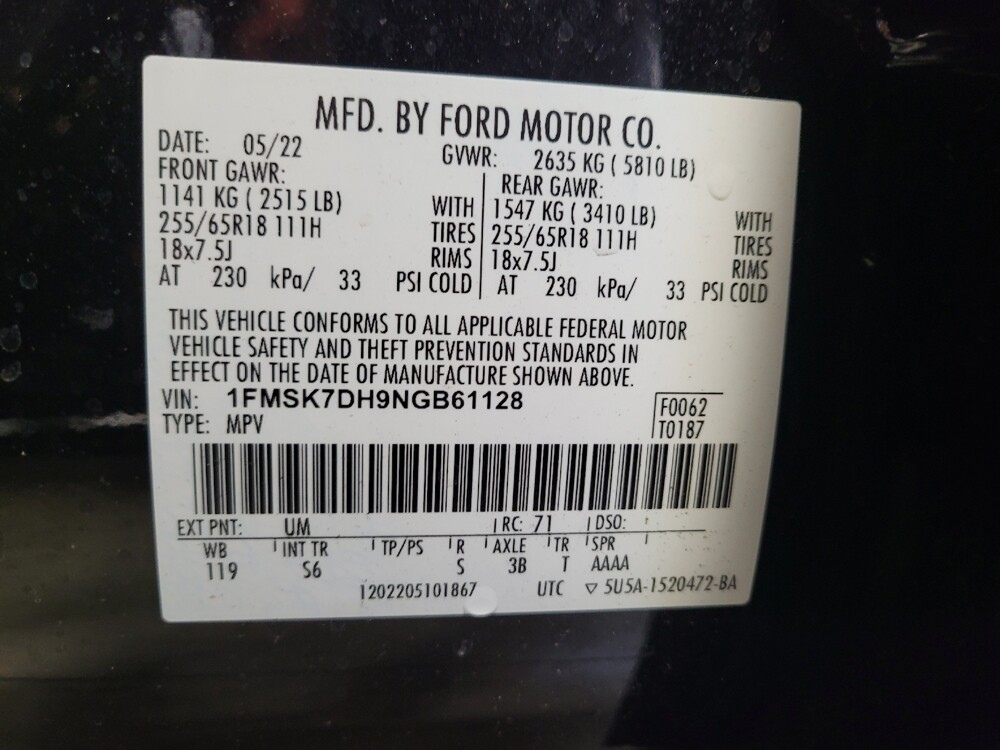 MFD. BY FORD MOTOR CO.
DATE: 05/22 GVWR: 2635 KG ( 5810 LB)
FRONT GAWR: REAR GAWR:
1141 KG ( 2515 LB) WITH 1547 KG ( 3410 LB) WITH
255/65R18 111H TIRES 255/65R18 111H TIRES
18x7.5J RIMS 18x7.5J RIMS
AT 230 kPa/ 33 PSI COLD AT 230 kPa/ 33 PSI COLD
THIS VEHICLE CONFORMS TO ALL APPLICABLE FEDERAL MOTOR
VEHICLE SAFETY AND THEFT PREVENTION STANDARDS IN
EFFECT ON THE DATE OF MANUFACTURE SHOWN ABOVE.
VIN: 1FMSK7DH9NGB61128 F0062
TYPE: MPV T0187
EXT PNT: UM RC: 71 DSO:
WB INT TR TP/PS R AXLE TR SPR
119 S6 S 3B T AAAA
1202205101867 UTC ▽ 5U5A-1520472-BA